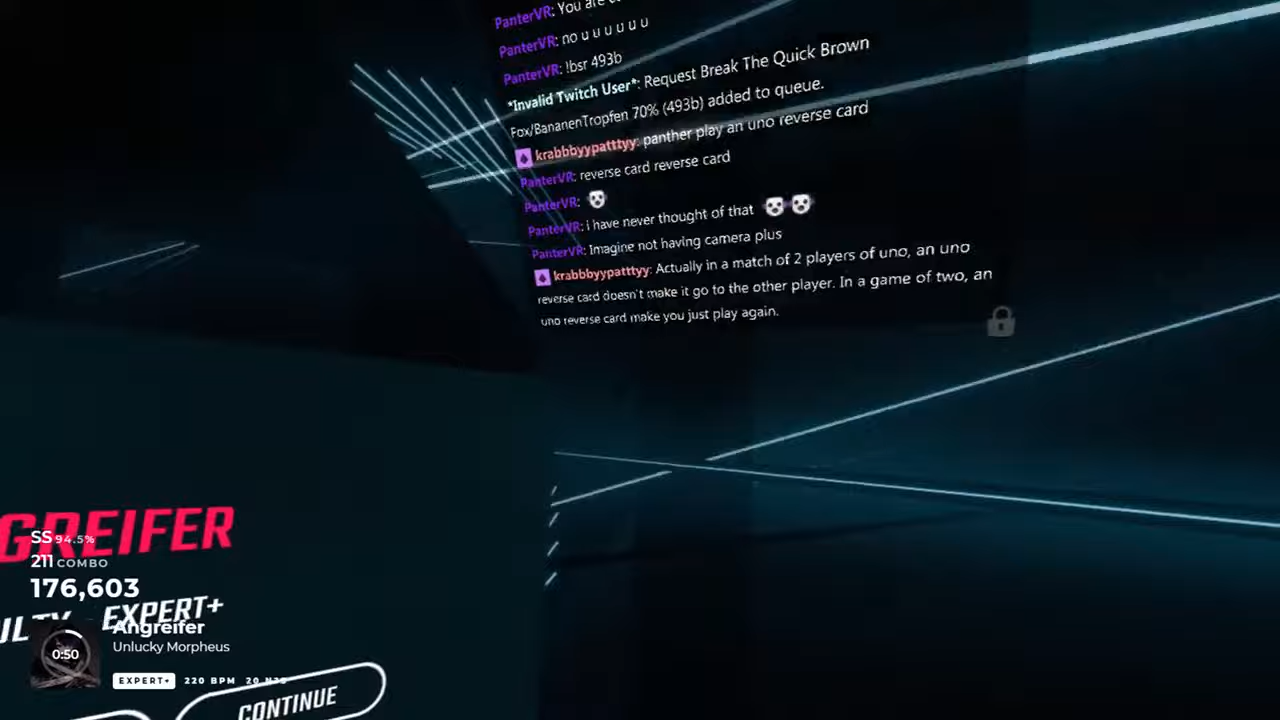 PanterVR: You are
PanterVR: no u u u u u u
PanterVR: !bsr 493b
*Invalid Twitch User*: Request Break The Quick Brown
Fox/BananenTropfen 70% (493b) added to queue.
krabbbyypatttyy: panther play an uno reverse card
PanterVR: reverse card reverse card
PanterVR:
PanterVR: i have never thought of that
PanterVR: Imagine not having camera plus
krabbbyypatttyy: Actually in a match of 2 players of uno, an uno
reverse card doesn't make it go to the other player. In a game of two, an
uno reverse card make you just play again.
GREIFER
SS 94.5%
211 COMBO
176,603
EXPERT+
Angreifer
Unlucky Morpheus
0:50
EXPERT+ 220 BPM 20 NJS
CONTINUE